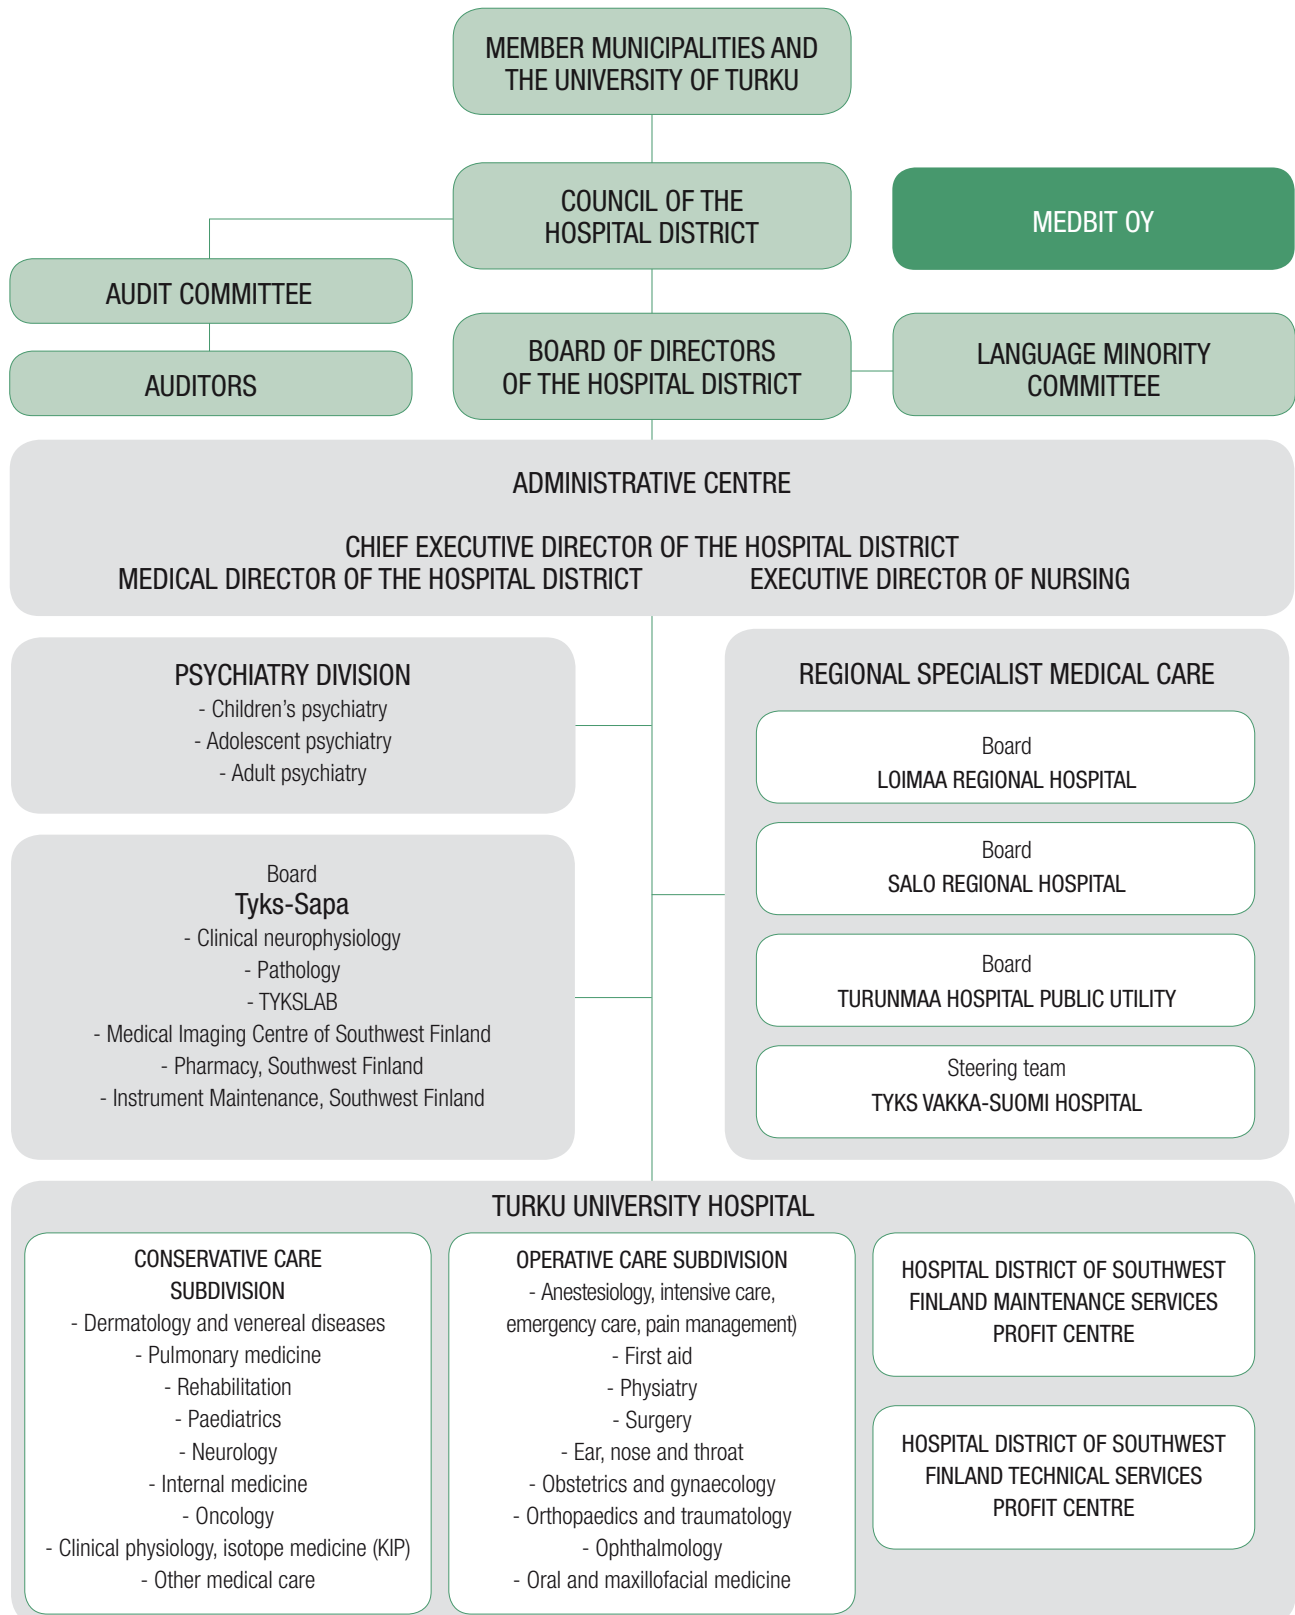 MEMBER MUNICIPALITIES AND
THE UNIVERSITY OF TURKU
COUNCIL OF THE
HOSPITAL DISTRICT
MEDBIT OY
AUDIT COMMITTEE
AUDITORS
BOARD OF DIRECTORS
OF THE HOSPITAL DISTRICT
LANGUAGE MINORITY
COMMITTEE
ADMINISTRATIVE CENTRE
CHIEF EXECUTIVE DIRECTOR OF THE HOSPITAL DISTRICT
MEDICAL DIRECTOR OF THE HOSPITAL DISTRICT
EXECUTIVE DIRECTOR OF NURSING
PSYCHIATRY DIVISION
- Children's psychiatry
- Adolescent psychiatry
- Adult psychiatry
Board
Tyks-Sapa
- Clinical neurophysiology
- Pathology
- TYKSLAB
- Medical Imaging Centre of Southwest Finland
- Pharmacy, Southwest Finland
- Instrument Maintenance, Southwest Finland
REGIONAL SPECIALIST MEDICAL CARE
Board
LOIMAA REGIONAL HOSPITAL
Board
SALO REGIONAL HOSPITAL
Board
TURUNMAA HOSPITAL PUBLIC UTILITY
Steering team
TYKS VAKKA-SUOMI HOSPITAL
TURKU UNIVERSITY HOSPITAL
CONSERVATIVE CARE
SUBDIVISION
- Dermatology and venereal diseases
- Pulmonary medicine
- Rehabilitation
- Paediatrics
- Neurology
- Internal medicine
- Oncology
- Clinical physiology, isotope medicine (KIP)
- Other medical care
OPERATIVE CARE SUBDIVISION
- Anestesiology, intensive care,
emergency care, pain management)
- First aid
- Physiatry
- Surgery
- Ear, nose and throat
- Obstetrics and gynaecology
- Orthopaedics and traumatology
- Ophthalmology
- Oral and maxillofacial medicine
HOSPITAL DISTRICT OF SOUTHWEST
FINLAND MAINTENANCE SERVICES
PROFIT CENTRE
HOSPITAL DISTRICT OF SOUTHWEST
FINLAND TECHNICAL SERVICES
PROFIT CENTRE